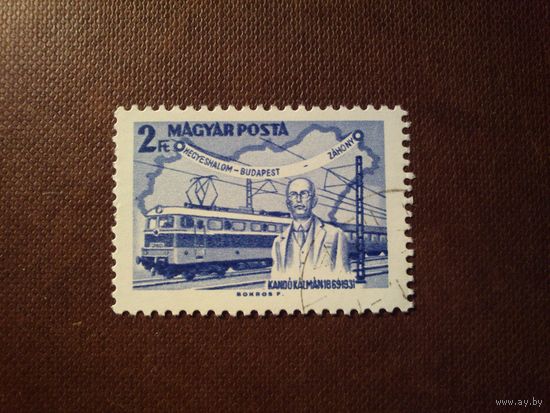 2 Ft MAGYAR POSTA
HEGYESHALOM - BUDAPEST - ZÁHONY
KANDÓ KÁLMÁN 1869-1931
BOKROS F.
www.ay.by